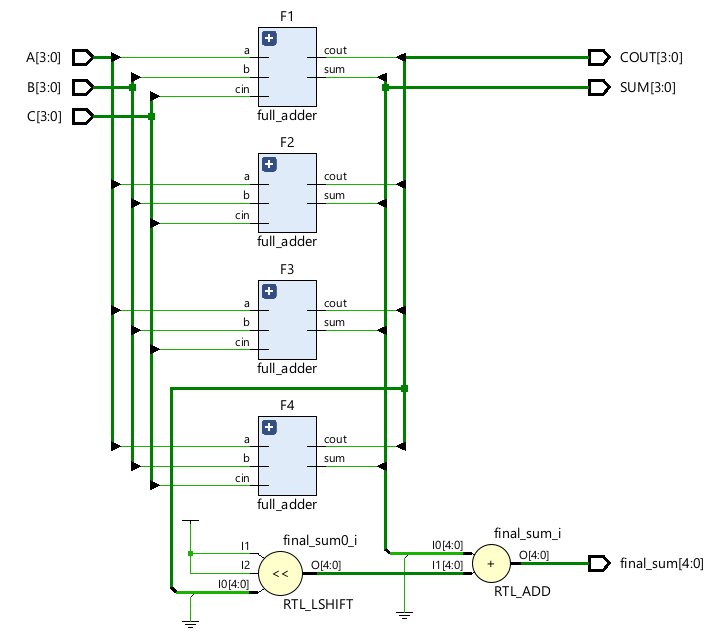 F1
A[3:0]
a
cout
COUT[3:0]
B[3:0]
b
sum
SUM[3:0]
C[3:0]
cin
full_adder
F2
a
cout
b
sum
cin
full_adder
F3
a
cout
b
sum
cin
full_adder
F4
a
cout
b
sum
cin
full_adder
final_sum0_i
I1
I2
I0[4:0]
<<
O[4:0]
RTL_LSHIFT
final_sum_i
I0[4:0]
I1[4:0]
+
O[4:0]
RTL_ADD
final_sum[4:0]